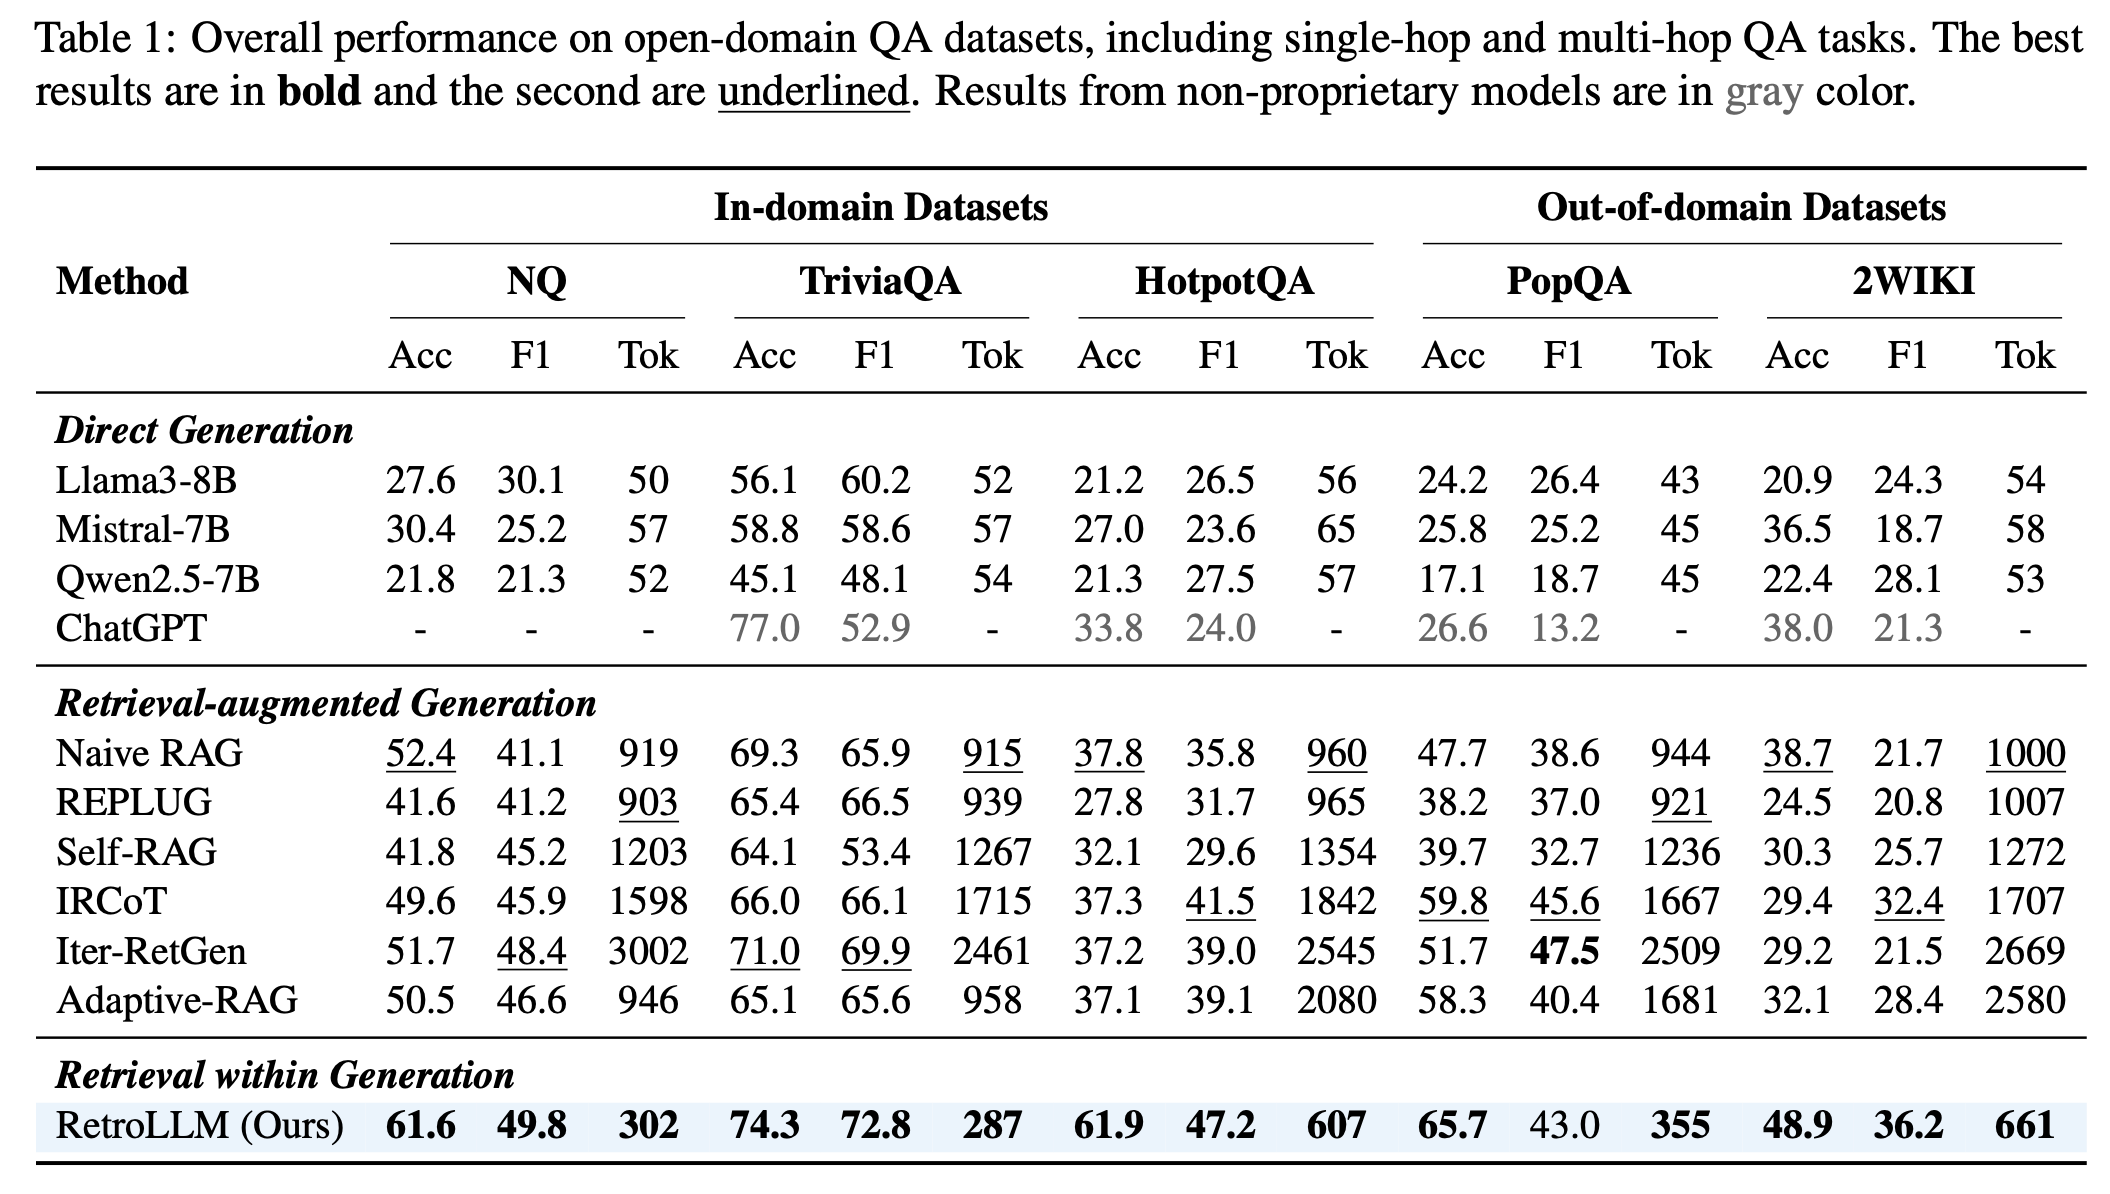 Table 1: Overall performance on open-domain QA datasets, including single-hop and multi-hop QA tasks. The best
results are in bold and the second are underlined. Results from non-proprietary models are in gray color.
In-domain Datasets Out-of-domain Datasets
Method NQ TriviaQA HotpotQA PopQA 2WIKI
Acc F1 Tok Acc F1 Tok Acc F1 Tok Acc F1 Tok Acc F1 Tok
Direct Generation
Llama3-8B 27.6 30.1 50 56.1 60.2 52 21.2 26.5 56 24.2 26.4 43 20.9 24.3 54
Mistral-7B 30.4 25.2 57 58.8 58.6 57 27.0 23.6 65 25.8 25.2 45 36.5 18.7 58
Qwen2.5-7B 21.8 21.3 52 45.1 48.1 54 21.3 27.5 57 17.1 18.7 45 22.4 28.1 53
ChatGPT - - - 77.0 52.9 - 33.8 24.0 - 26.6 13.2 - 38.0 21.3 -
Retrieval-augmented Generation
Naive RAG 52.4 41.1 919 69.3 65.9 915 37.8 35.8 960 47.7 38.6 944 38.7 21.7 1000
REPLUG 41.6 41.2 903 65.4 66.5 939 27.8 31.7 965 38.2 37.0 921 24.5 20.8 1007
Self-RAG 41.8 45.2 1203 64.1 53.4 1267 32.1 29.6 1354 39.7 32.7 1236 30.3 25.7 1272
IRCoT 49.6 45.9 1598 66.0 66.1 1715 37.3 41.5 1842 59.8 45.6 1667 29.4 32.4 1707
Iter-RetGen 51.7 48.4 3002 71.0 69.9 2461 37.2 39.0 2545 51.7 47.5 2509 29.2 21.5 2669
Adaptive-RAG 50.5 46.6 946 65.1 65.6 958 37.1 39.1 2080 58.3 40.4 1681 32.1 28.4 2580
Retrieval within Generation
RetroLLM (Ours) 61.6 49.8 302 74.3 72.8 287 61.9 47.2 607 65.7 43.0 355 48.9 36.2 661